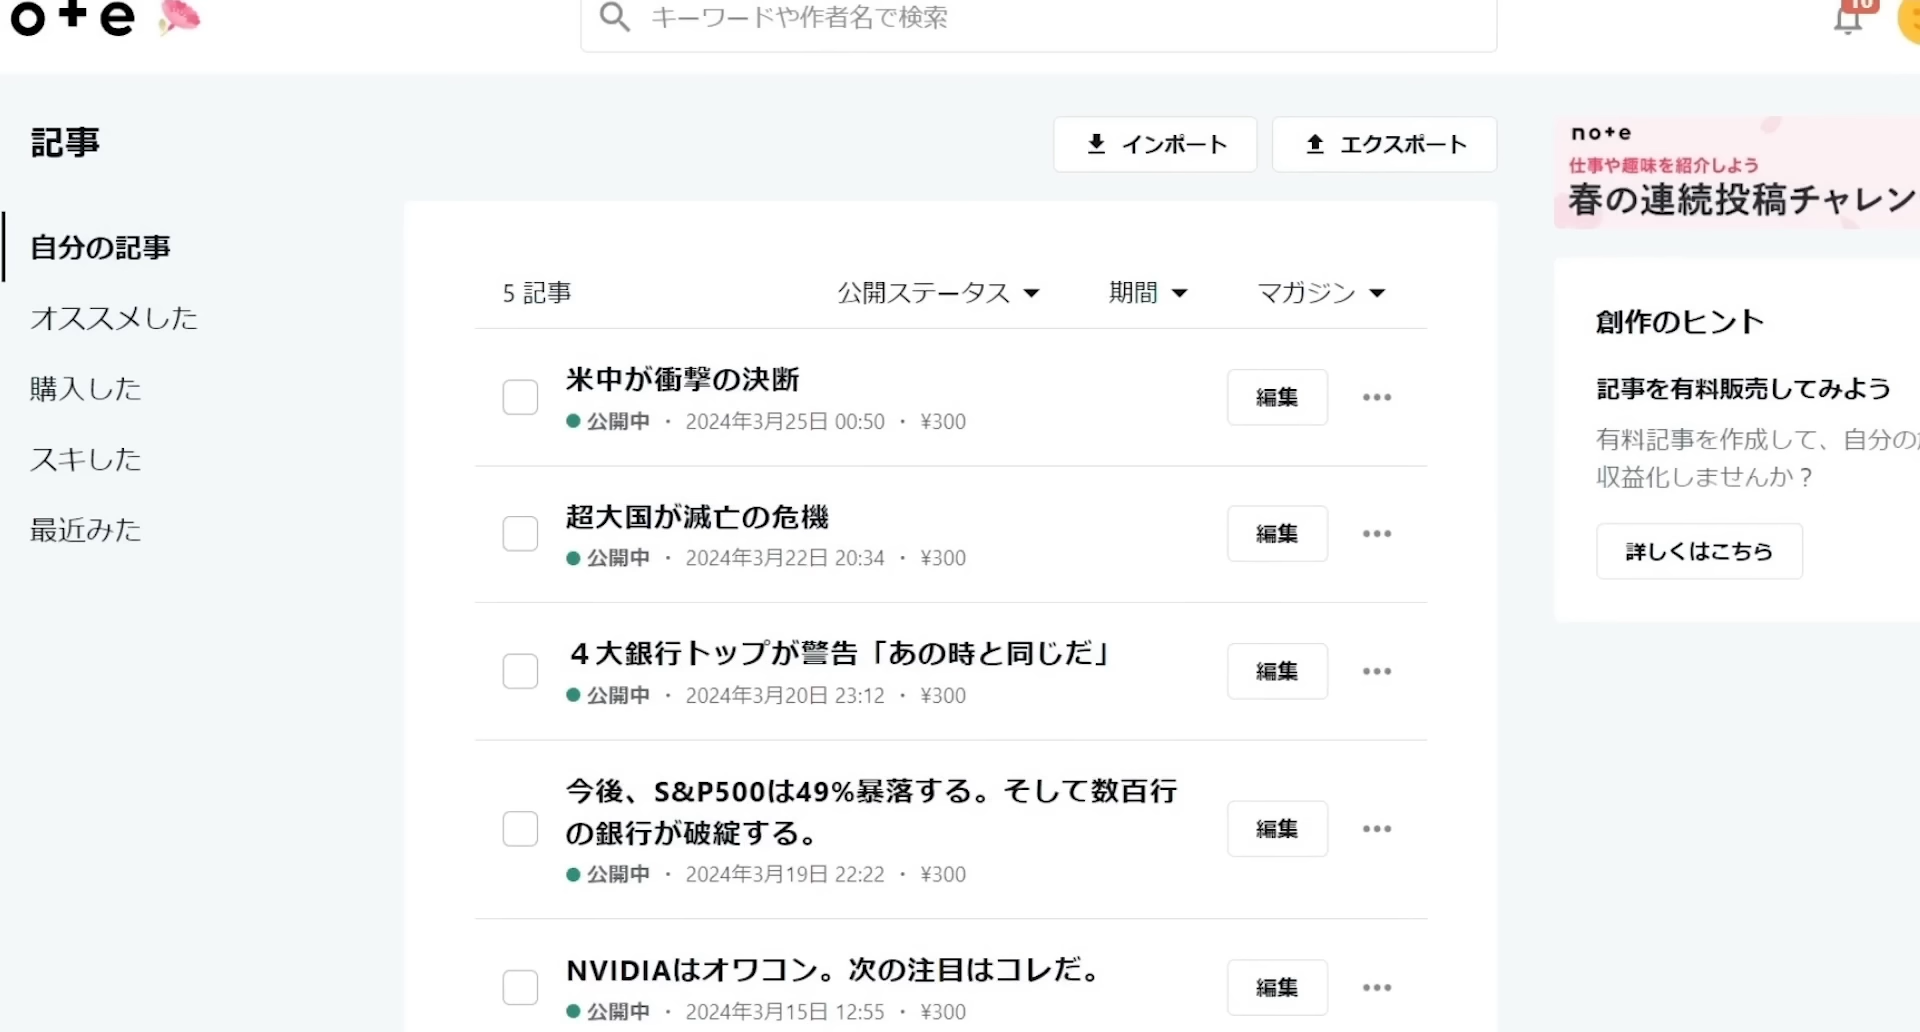 ote
キーワードや作者名で検索
10
記事
インポート
エクスポート
自分の記事
オススメした
購入した
スキした
最近みた
5 記事
公開ステータス
期間
マガジン
米中が衝撃の決断
公開中 ・ 2024年3月25日 00:50 ・ ¥300
編集
超大国が滅亡の危機
公開中 ・ 2024年3月22日 20:34 ・ ¥300
編集
４大銀行トップが警告「あの時と同じだ」
公開中 ・ 2024年3月20日 23:12 ・ ¥300
編集
今後、S&P500は49%暴落する。そして数百行
の銀行が破綻する。
公開中 ・ 2024年3月19日 22:22 ・ ¥300
編集
NVIDIAはオワコン。次の注目はコレだ。
公開中 ・ 2024年3月15日 12:55 ・ ¥300
編集
note
仕事や趣味を紹介しよう
春の連続投稿チャレン
創作のヒント
記事を有料販売してみよう
有料記事を作成して、自分の
収益化しませんか？
詳しくはこちら